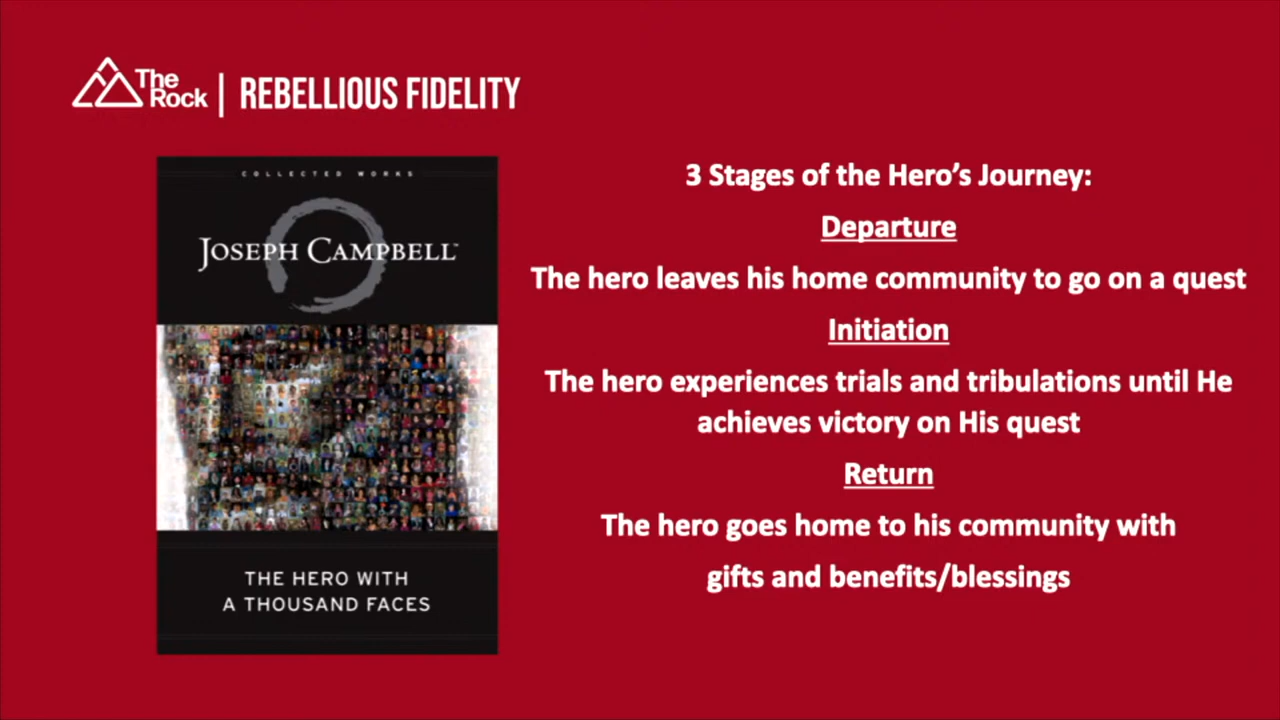 The
Rock
REBELLIOUS FIDELITY
COLLECTED WORKS
JOSEPH CAMPBELL™
THE HERO WITH
A THOUSAND FACES
3 Stages of the Hero's Journey:
Departure
The hero leaves his home community to go on a quest
Initiation
The hero experiences trials and tribulations until He
achieves victory on His quest
Return
The hero goes home to his community with
gifts and benefits/blessings